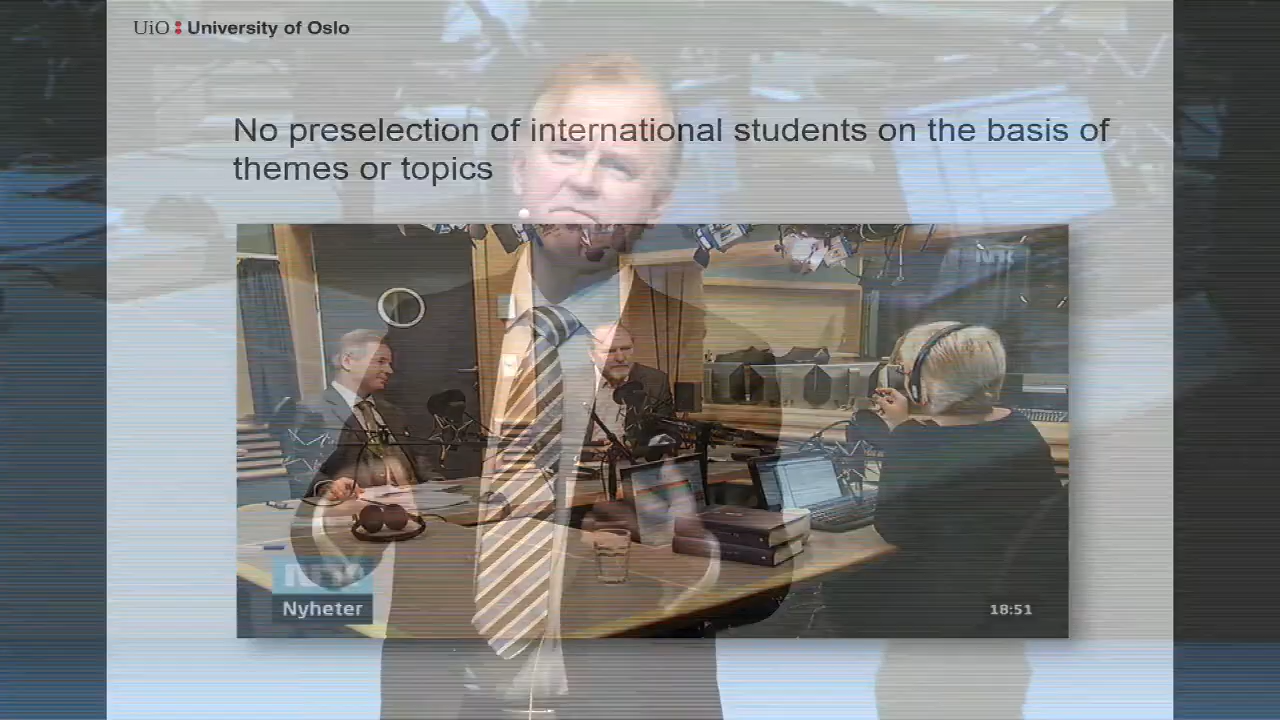 UiO University of Oslo
No preselection of international students on the basis of
themes or topics
NRK
Nyheter
18:51